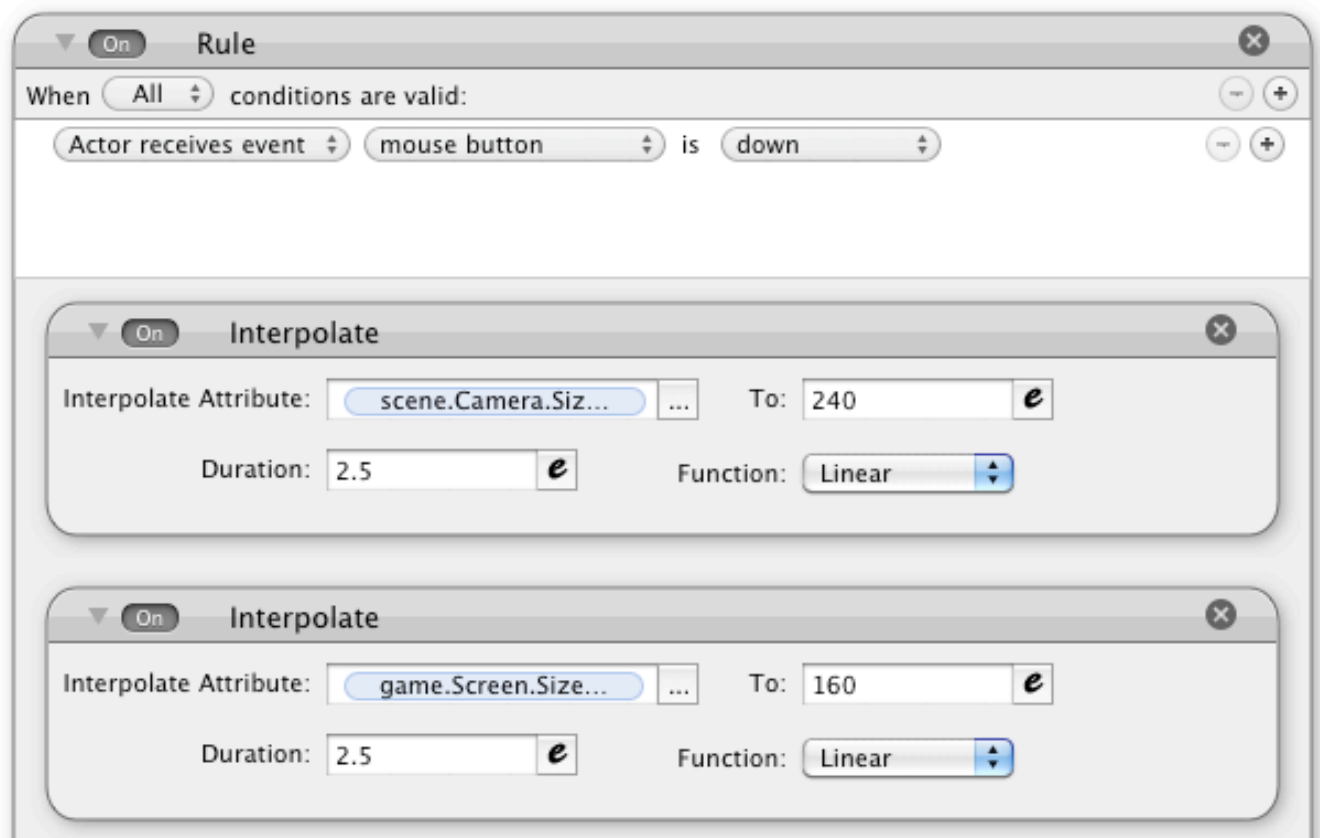 On Rule
When All conditions are valid:
Actor receives event mouse button is down
On Interpolate
Interpolate Attribute: scene.Camera.Siz... ... To: 240 e
Duration: 2.5 e Function: Linear
On Interpolate
Interpolate Attribute: game.Screen.Size... ... To: 160 e
Duration: 2.5 e Function: Linear